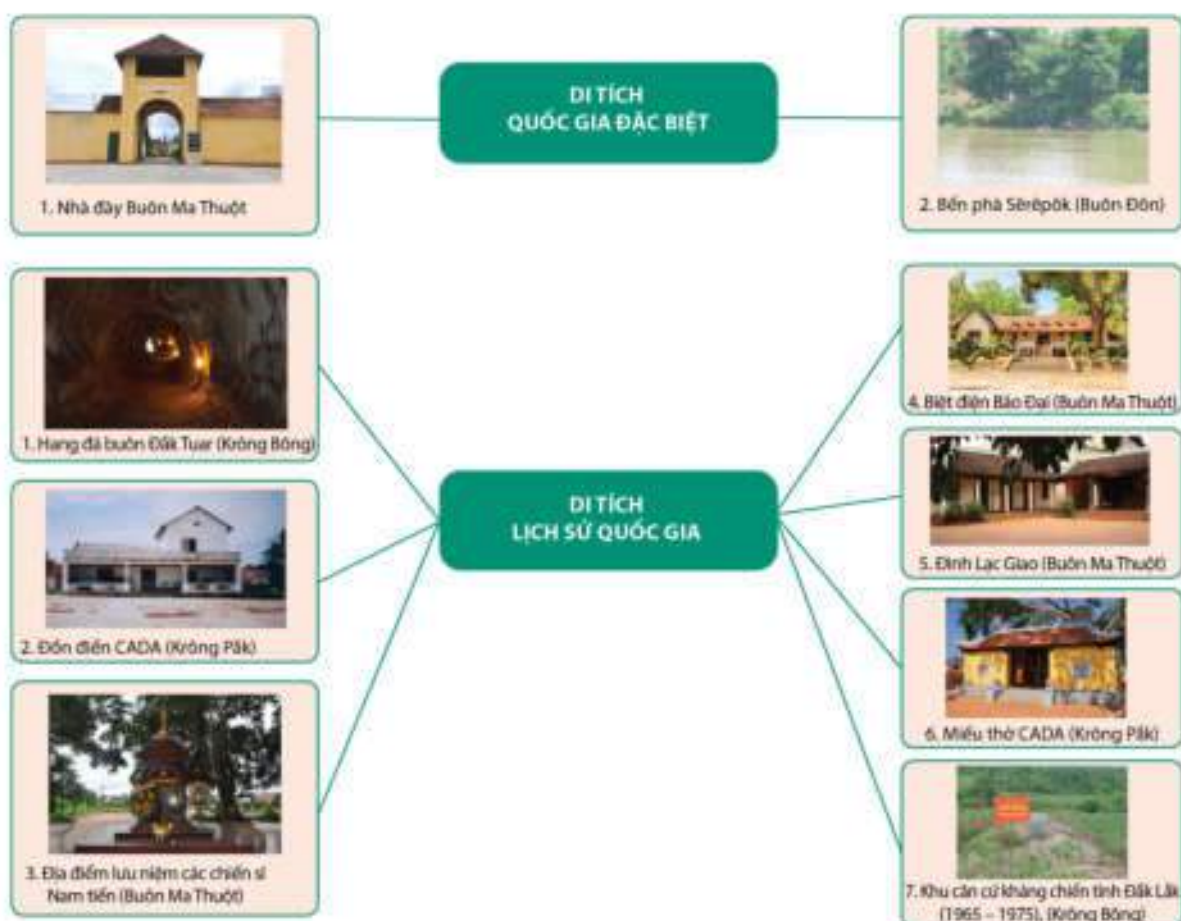 DI TÍCH
QUỐC GIA ĐẶC BIỆT
1. Nhà đày Buôn Ma Thuột
2. Bến phà Sêrêpôk (Buôn Đôn)
DI TÍCH
LỊCH SỬ QUỐC GIA
1. Hang đá buôn Đắk Tuar (Krông Bông)
2. Đồn điền CADA (Krông Pắk)
3. Địa điểm lưu niệm các chiến sĩ
Nam tiến (Buôn Ma Thuột)
4. Biệt điện Bảo Đại (Buôn Ma Thuột)
5. Đình Lạc Giao (Buôn Ma Thuột)
6. Miếu thờ CADA (Krông Pắk)
7. Khu căn cứ kháng chiến tỉnh Đắk Lắk
(1965 – 1975), (Krông Bông)